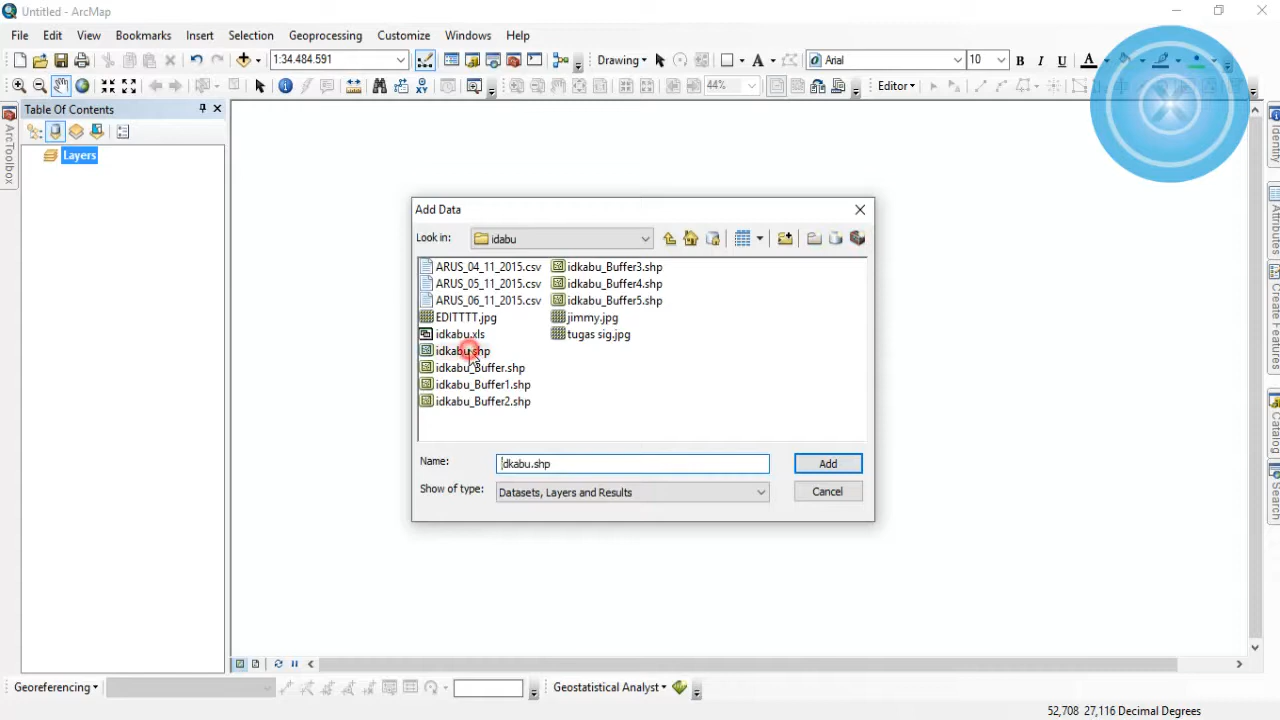 Untitled - ArcMap
File Edit View Bookmarks Insert Selection Geoprocessing Customize Windows Help
1:34.484.591 Drawing Arial 10 B I U A
44% Editor
Table Of Contents
Layers
ArcToolbox
Add Data
Look in: idabu
ARUS_04_11_2015.csv
ARUS_05_11_2015.csv
ARUS_06_11_2015.csv
EDITTTT.jpg
idkabu.xls
idkabu.shp
idkabu_Buffer.shp
idkabu_Buffer1.shp
idkabu_Buffer2.shp
idkabu_Buffer3.shp
idkabu_Buffer4.shp
idkabu_Buffer5.shp
jimmy.jpg
tugas sig.jpg
Name: idkabu.shp Add
Show of type: Datasets, Layers and Results Cancel
Identity
Attributes
Create Features
Catalog
Search
Georeferencing Geostatistical Analyst
52,708 27,116 Decimal Degrees